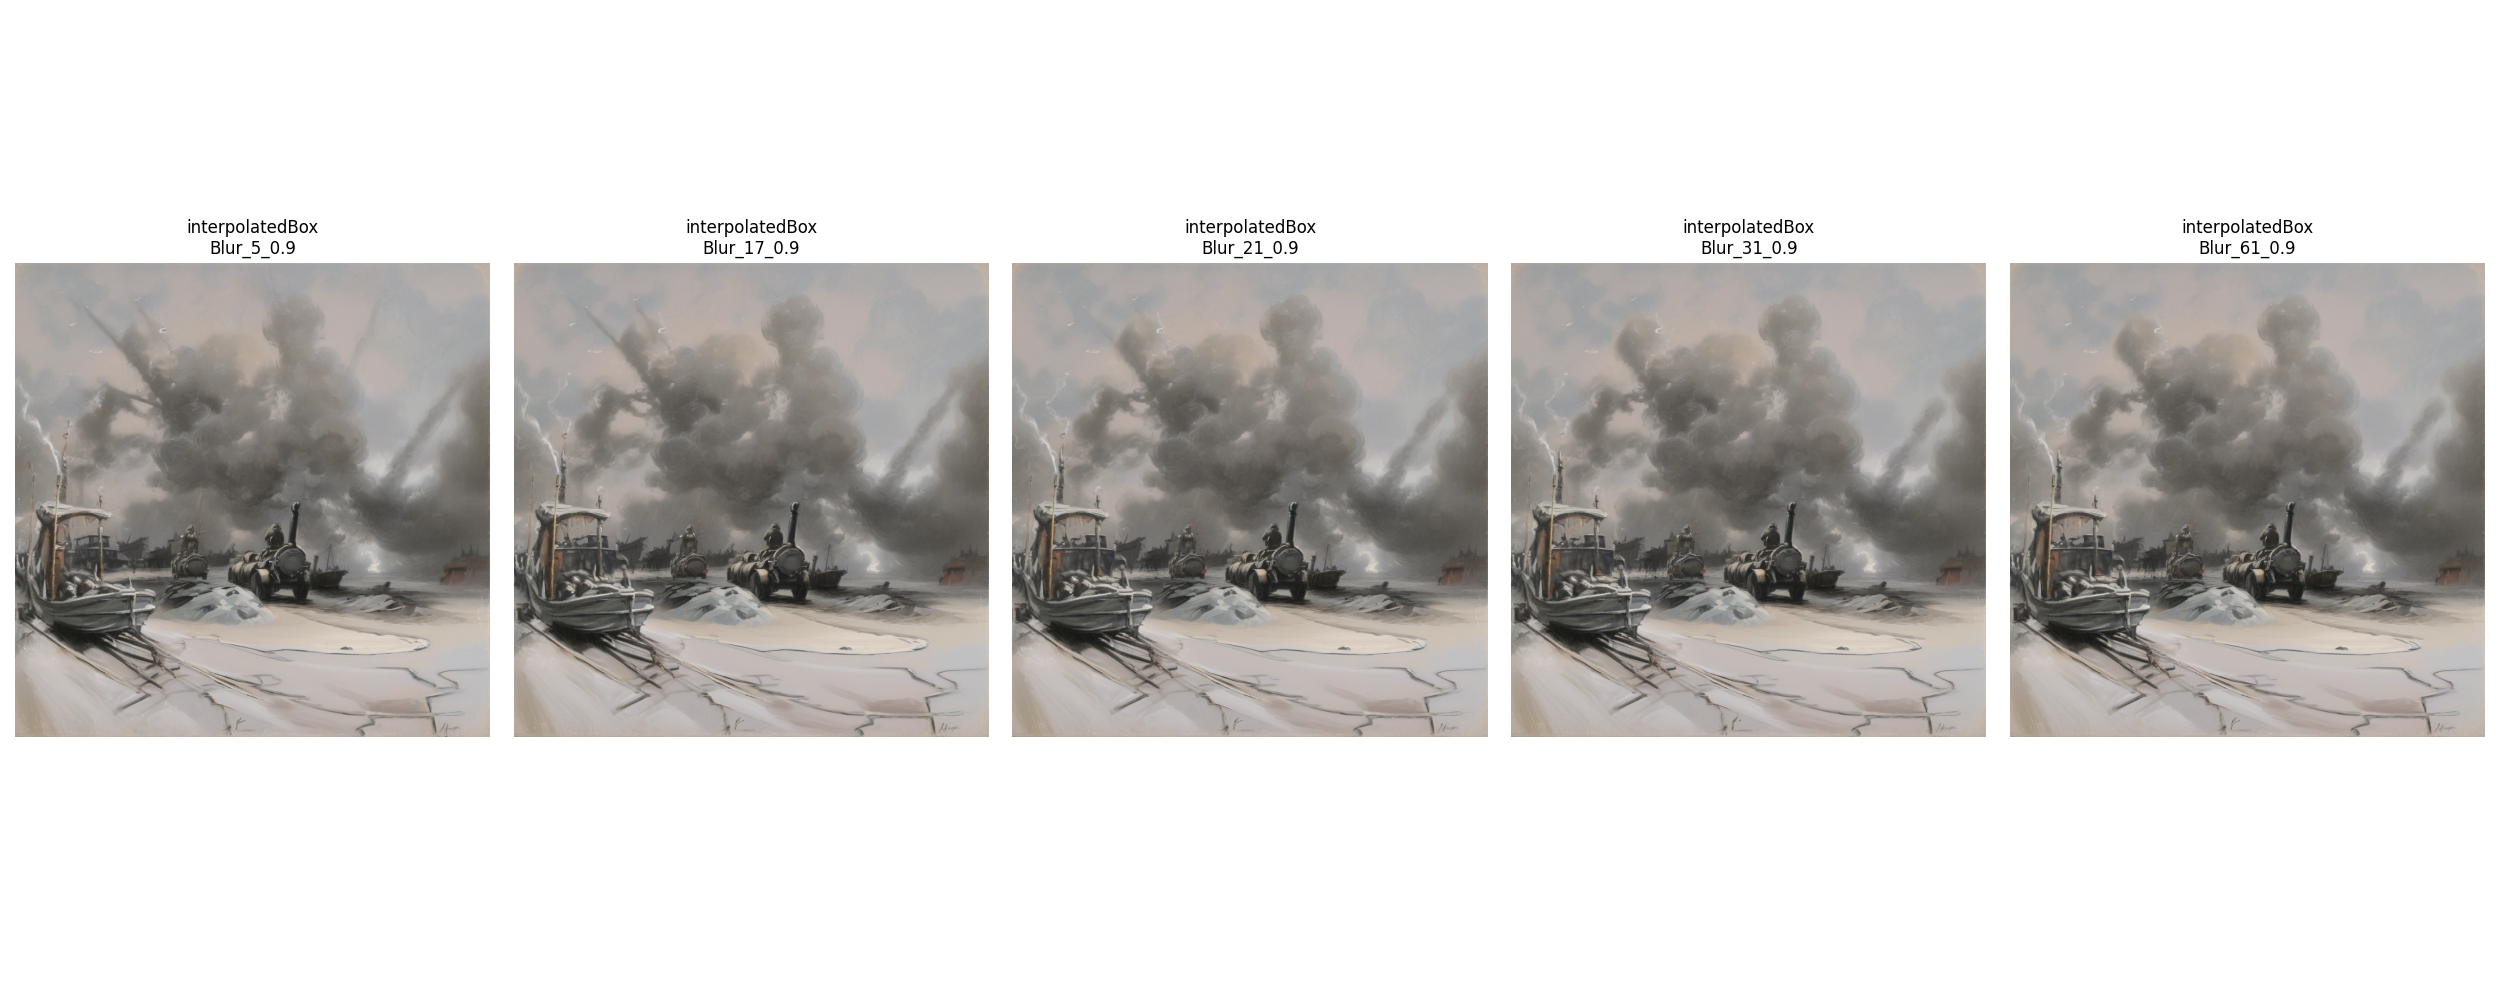 interpolatedBox
Blur_5_0.9
interpolatedBox
Blur_17_0.9
interpolatedBox
Blur_21_0.9
interpolatedBox
Blur_31_0.9
interpolatedBox
Blur_61_0.9